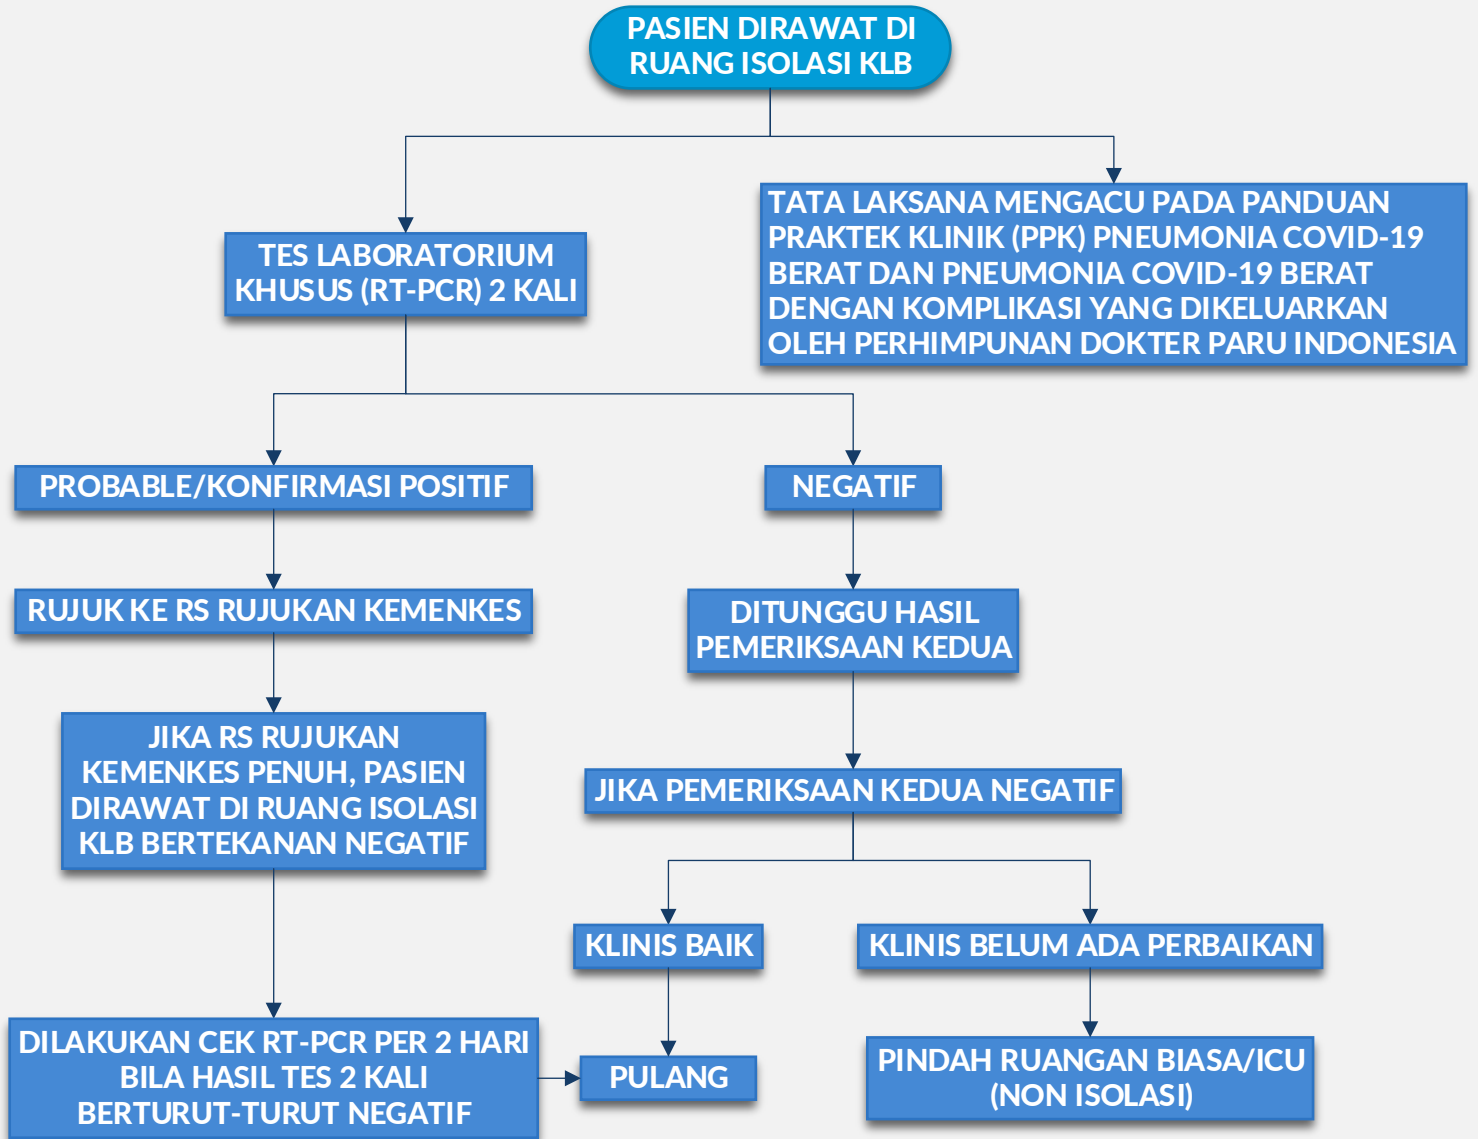 PASIEN DIRAWAT DI
RUANG ISOLASI KLB
TATA LAKSANA MENGACU PADA PANDUAN
PRAKTEK KLINIK (PPK) PNEUMONIA COVID-19
BERAT DAN PNEUMONIA COVID-19 BERAT
DENGAN KOMPLIKASI YANG DIKELUARKAN
OLEH PERHIMPUNAN DOKTER PARU INDONESIA
TES LABORATORIUM
KHUSUS (RT-PCR) 2 KALI
PROBABLE/KONFIRMASI POSITIF
NEGATIF
RUJUK KE RS RUJUKAN KEMENKES
DITUNGGU HASIL
PEMERIKSAAN KEDUA
JIKA RS RUJUKAN
KEMENKES PENUH, PASIEN
DIRAWAT DI RUANG ISOLASI
KLB BERTEKANAN NEGATIF
JIKA PEMERIKSAAN KEDUA NEGATIF
KLINIS BAIK
KLINIS BELUM ADA PERBAIKAN
DILAKUKAN CEK RT-PCR PER 2 HARI
BILA HASIL TES 2 KALI
BERTURUT-TURUT NEGATIF
PULANG
PINDAH RUANGAN BIASA/ICU
(NON ISOLASI)